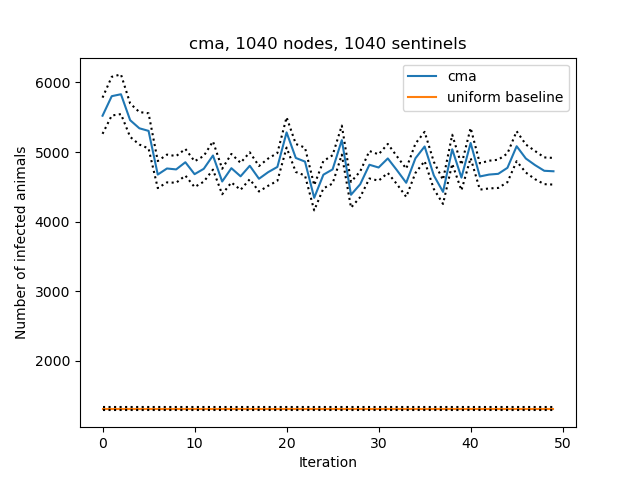 cma, 1040 nodes, 1040 sentinels
cma
uniform baseline
Number of infected animals
6000
5000
4000
3000
2000
0
10
20
30
40
50
Iteration